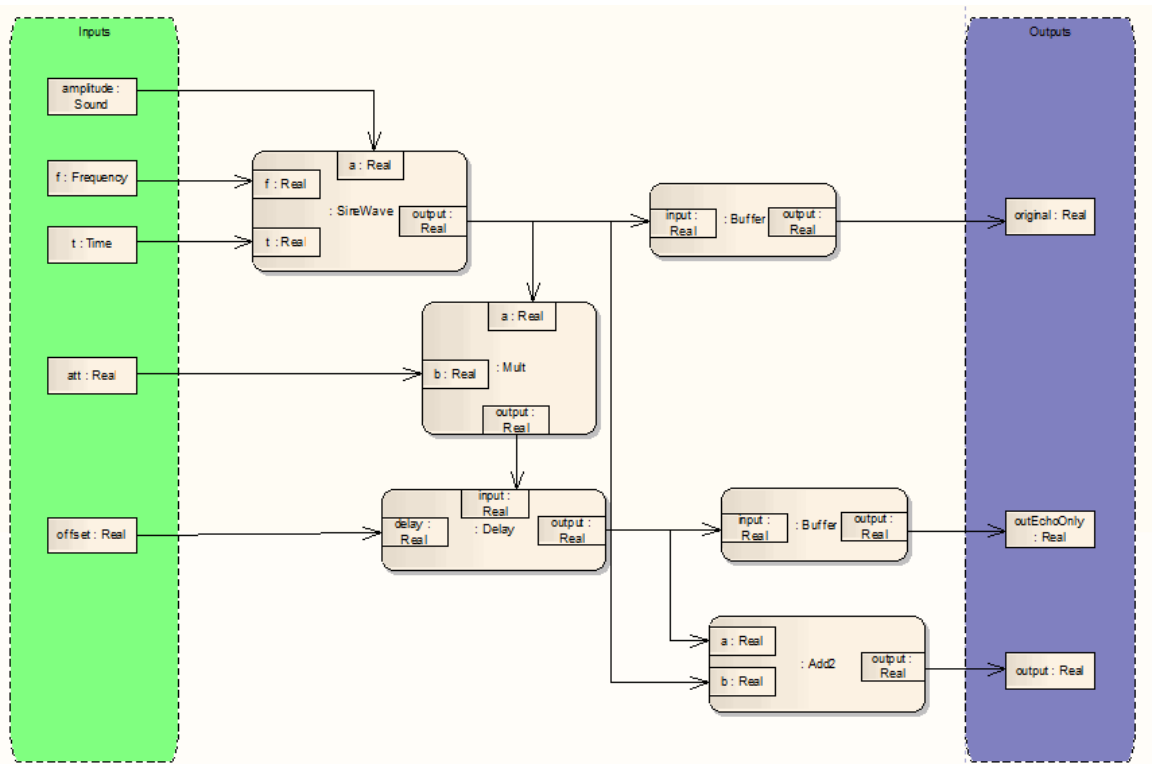 Inputs
Outputs
amplitude :
Sound
a : Real
f : Frequency
f : Real
: SineWave
output :
Real
t : Time
t : Real
input :
Real
: Buffer
output :
Real
original : Real
a : Real
att : Real
b : Real
: Mult
output :
Real
input :
Real
offset : Real
delay :
Real
: Delay
output :
Real
input :
Real
: Buffer
output :
Real
outEchoOnly
: Real
a : Real
: Add2
output :
Real
b : Real
output : Real